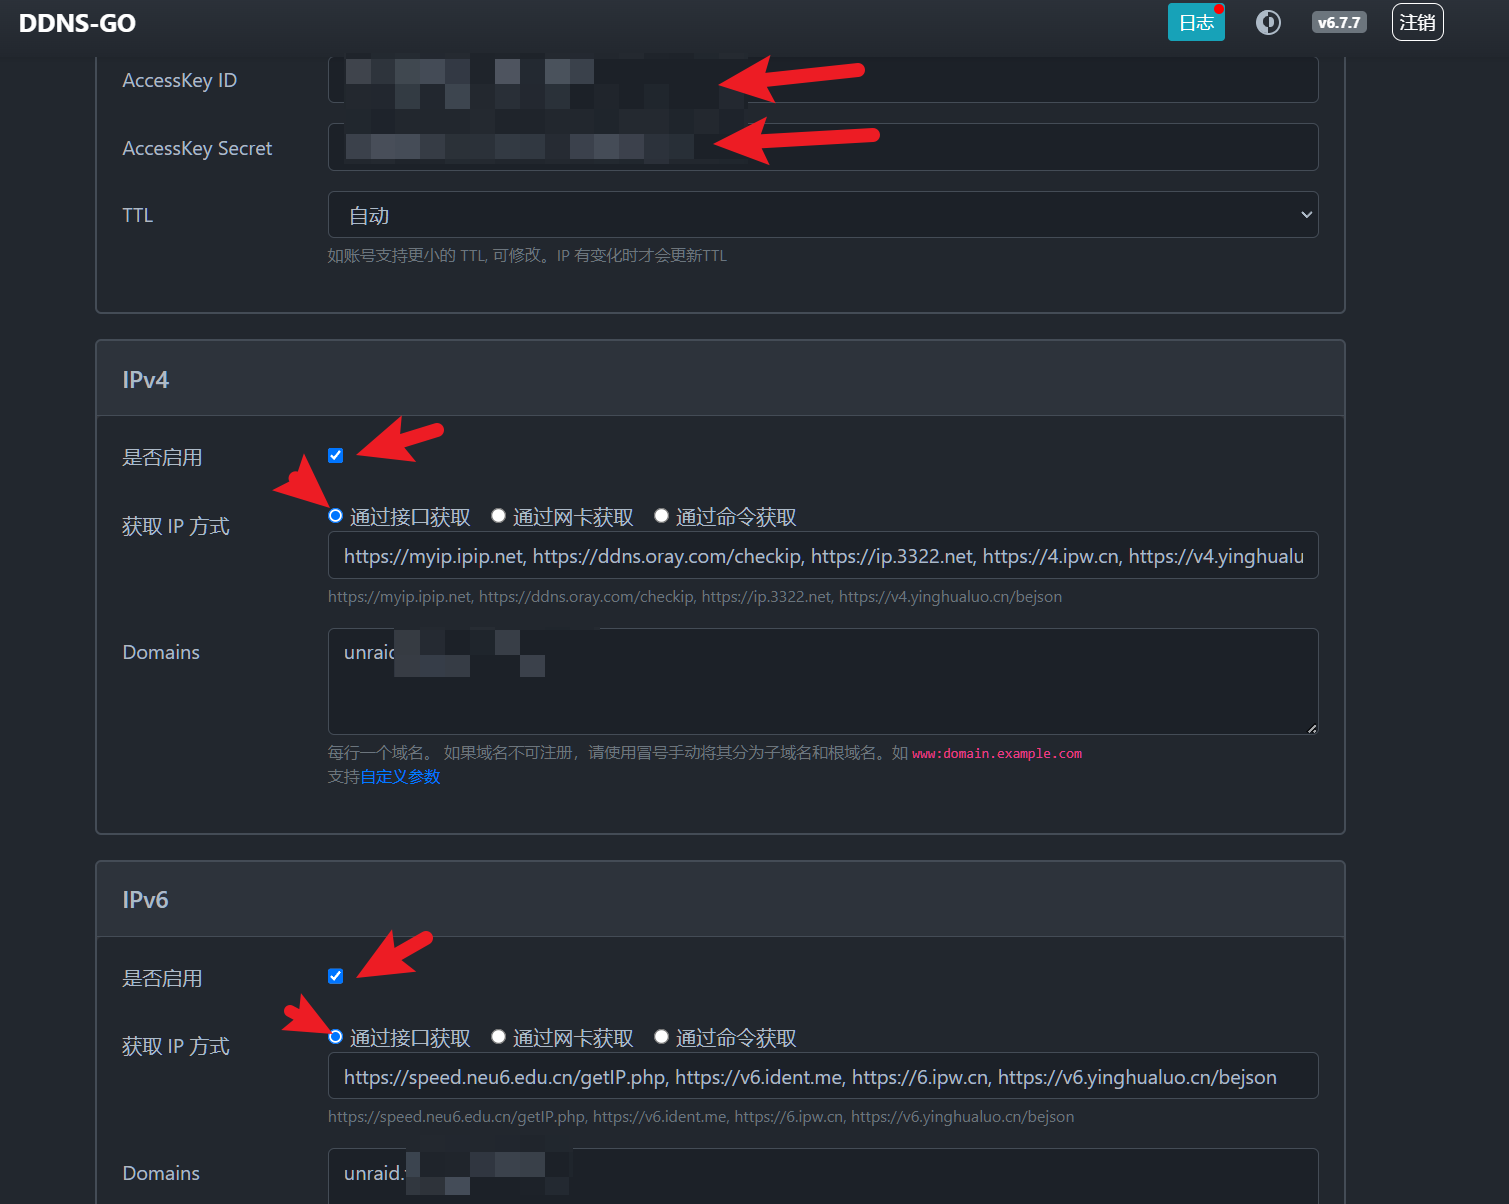 DDNS-GO 日志 v6.7.7 注销
AccessKey ID
AccessKey Secret
TTL 自动
如账号支持更小的 TTL, 可修改。IP 有变化时才会更新TTL
IPv4
是否启用
获取 IP 方式 通过接口获取 通过网卡获取 通过命令获取
https://myip.ipip.net, https://ddns.oray.com/checkip, https://ip.3322.net, https://4.ipw.cn, https://v4.yinghualu
https://myip.ipip.net, https://ddns.oray.com/checkip, https://ip.3322.net, https://v4.yinghualuo.cn/bejson
Domains unraid
每行一个域名。 如果域名不可注册，请使用冒号手动将其分为子域名和根域名。如 www:domain.example.com
支持自定义参数
IPv6
是否启用
获取 IP 方式 通过接口获取 通过网卡获取 通过命令获取
https://speed.neu6.edu.cn/getIP.php, https://v6.ident.me, https://6.ipw.cn, https://v6.yinghualuo.cn/bejson
https://speed.neu6.edu.cn/getIP.php, https://v6.ident.me, https://6.ipw.cn, https://v6.yinghualuo.cn/bejson
Domains unraid.